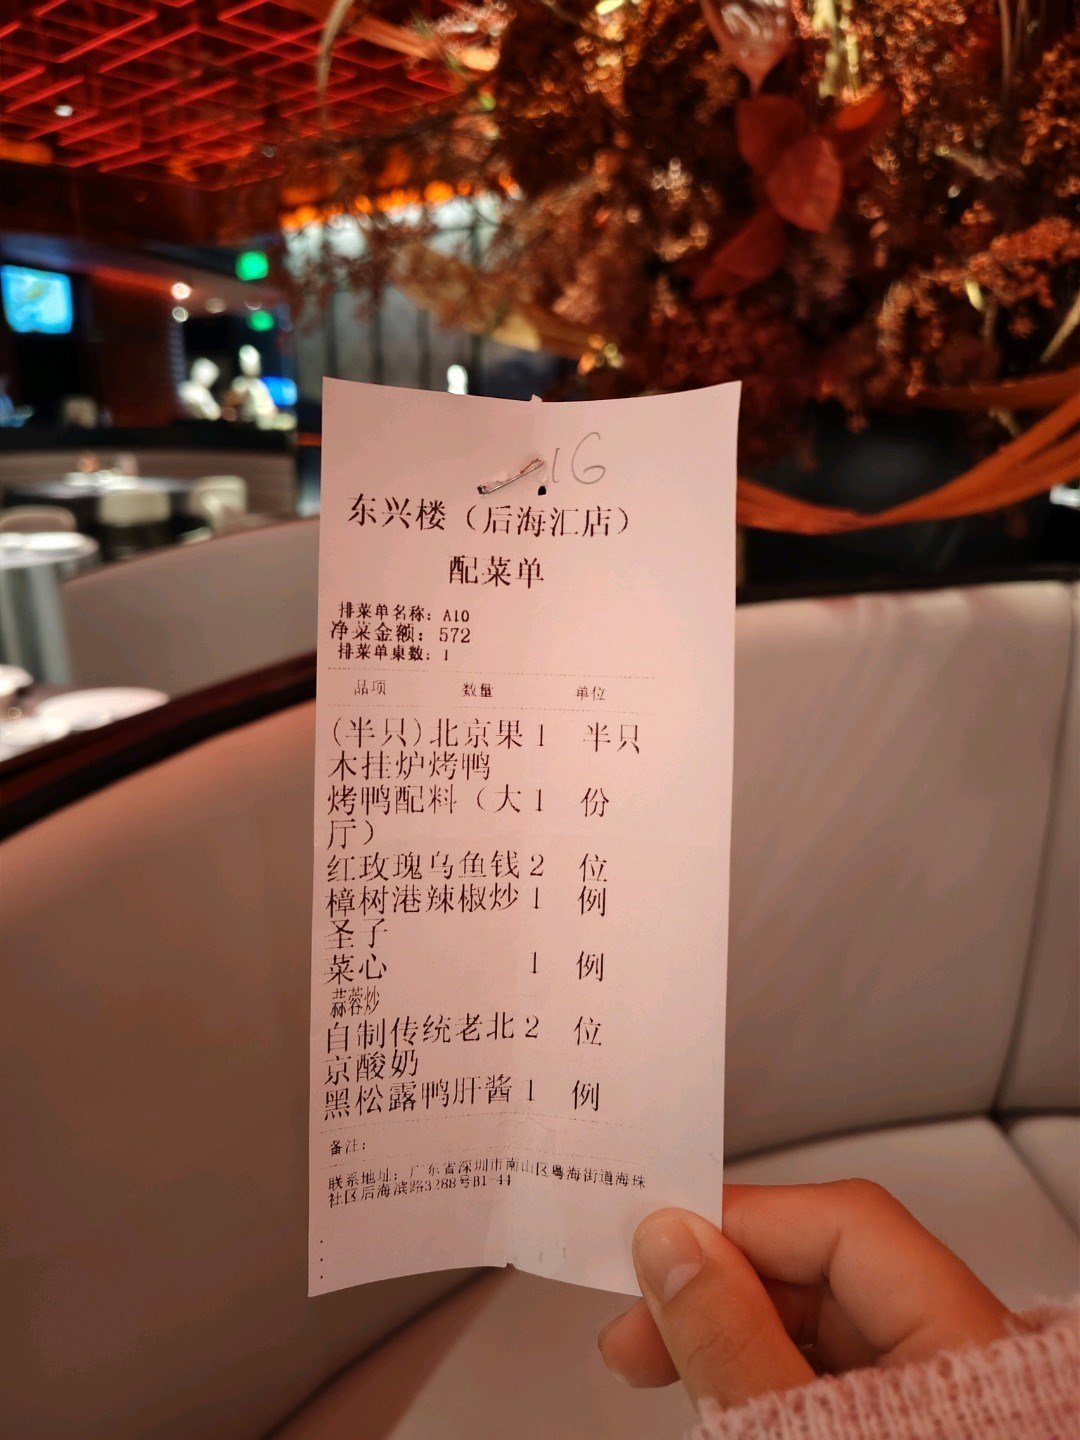 16
东兴楼（后海汇店）
配菜单
排菜单名称：A10
净菜金额：572
排菜单桌数：1
品项 数量 单位
(半只)北京果 1 半只
木挂炉烤鸭
烤鸭配料（大 1 份
厅）
红玫瑰乌鱼钱 2 位
樟树港辣椒炒 1 例
圣子
菜心 1 例
蒜蓉炒
自制传统老北 2 位
京酸奶
黑松露鸭肝酱 1 例
备注：
联系地址：广东省深圳市南山区粤海街道海珠
社区后海滨路3288号B1-44